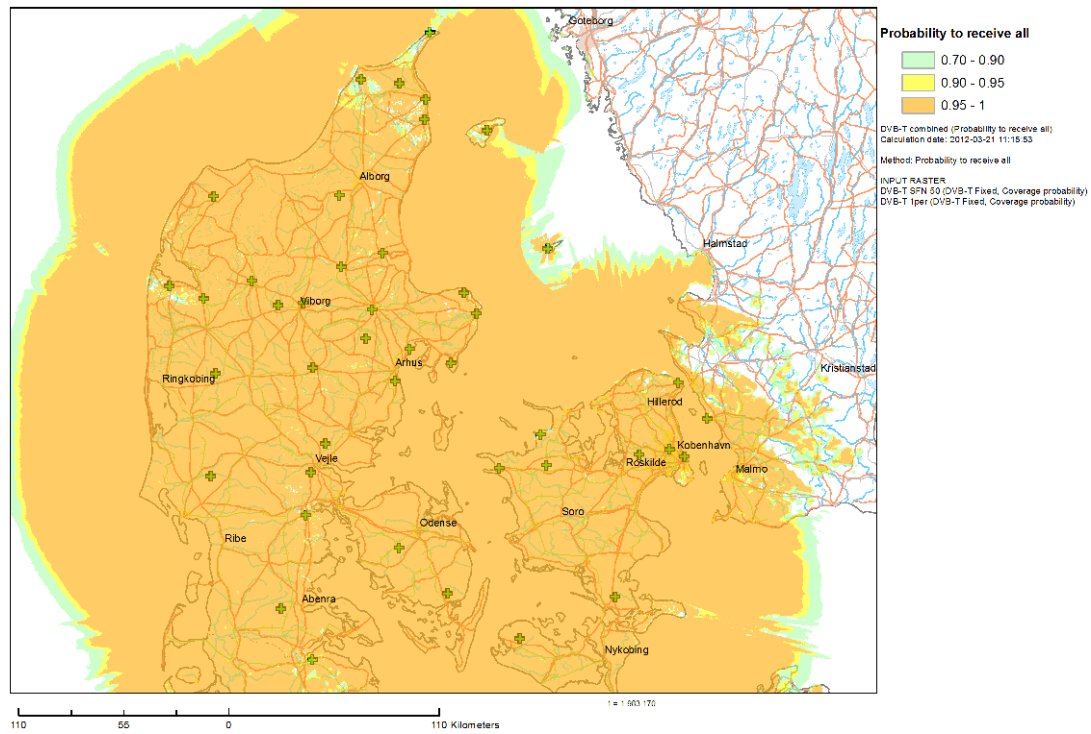 Goteborg
Alborg
Halmstad
Viborg
Ringkobing
Arhus
Kristianstad
Hillerod
Kobenhavn
Roskilde
Malmo
Vejle
Soro
Odense
Ribe
Abenra
Nykobing
Probability to receive all
0.70 - 0.90
0.90 - 0.95
0.95 - 1
DVB-T combined (Probability to receive all)
Calculation date: 2012-03-21 11:15:53
Method: Probability to receive all
INPUT RASTER
DVB-T SFN 60 (DVB-T Fixed, Coverage probability)
DVB-T 1per (DVB-T Fixed, Coverage probability)
110 55 0 110 Kilometers